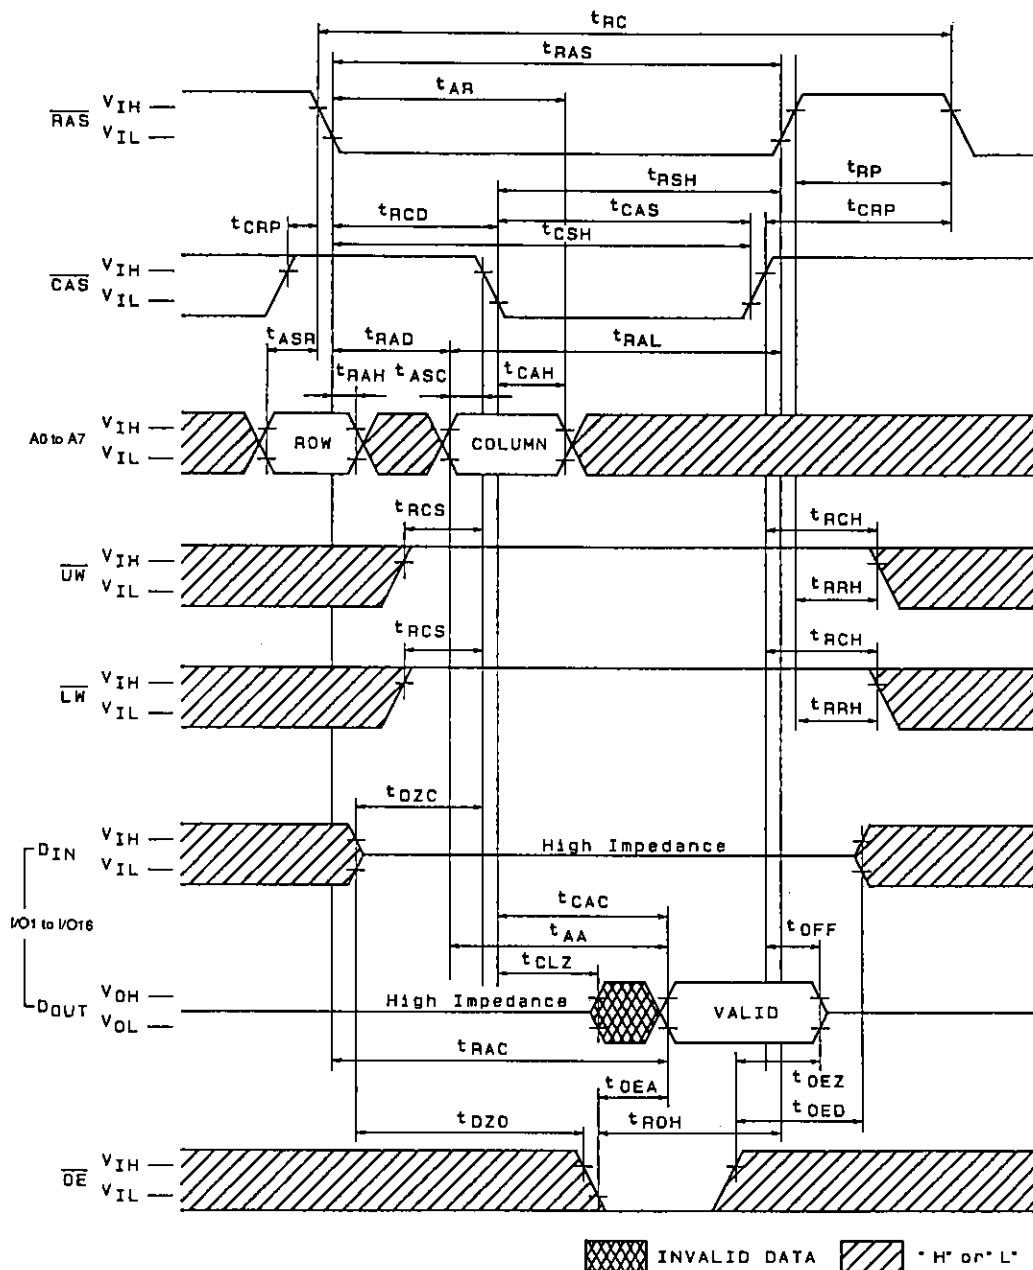 tRC
tRAS
tAR
RAS VIH
VIL
tRP
tRSH
tCRP tRCD tCAS tCRP
tCSH
CAS VIH
VIL
tASR tRAD tRAL
tRAH tASC tCAH
A0 to A7 VIH
VIL
ROW COLUMN
tRCS tRCH
UW VIH
VIL
tRRH
tRCS tRCH
LW VIH
VIL
tRRH
tDZC
DIN VIH
VIL
High Impedance
I/O1 to I/O16
tCAC
tAA tOFF
tCLZ
DOUT VOH
VOL
High Impedance
VALID
tRAC
tOEA tOEZ
tDZO tROH tOED
OE VIH
VIL
INVALID DATA "H" or "L"